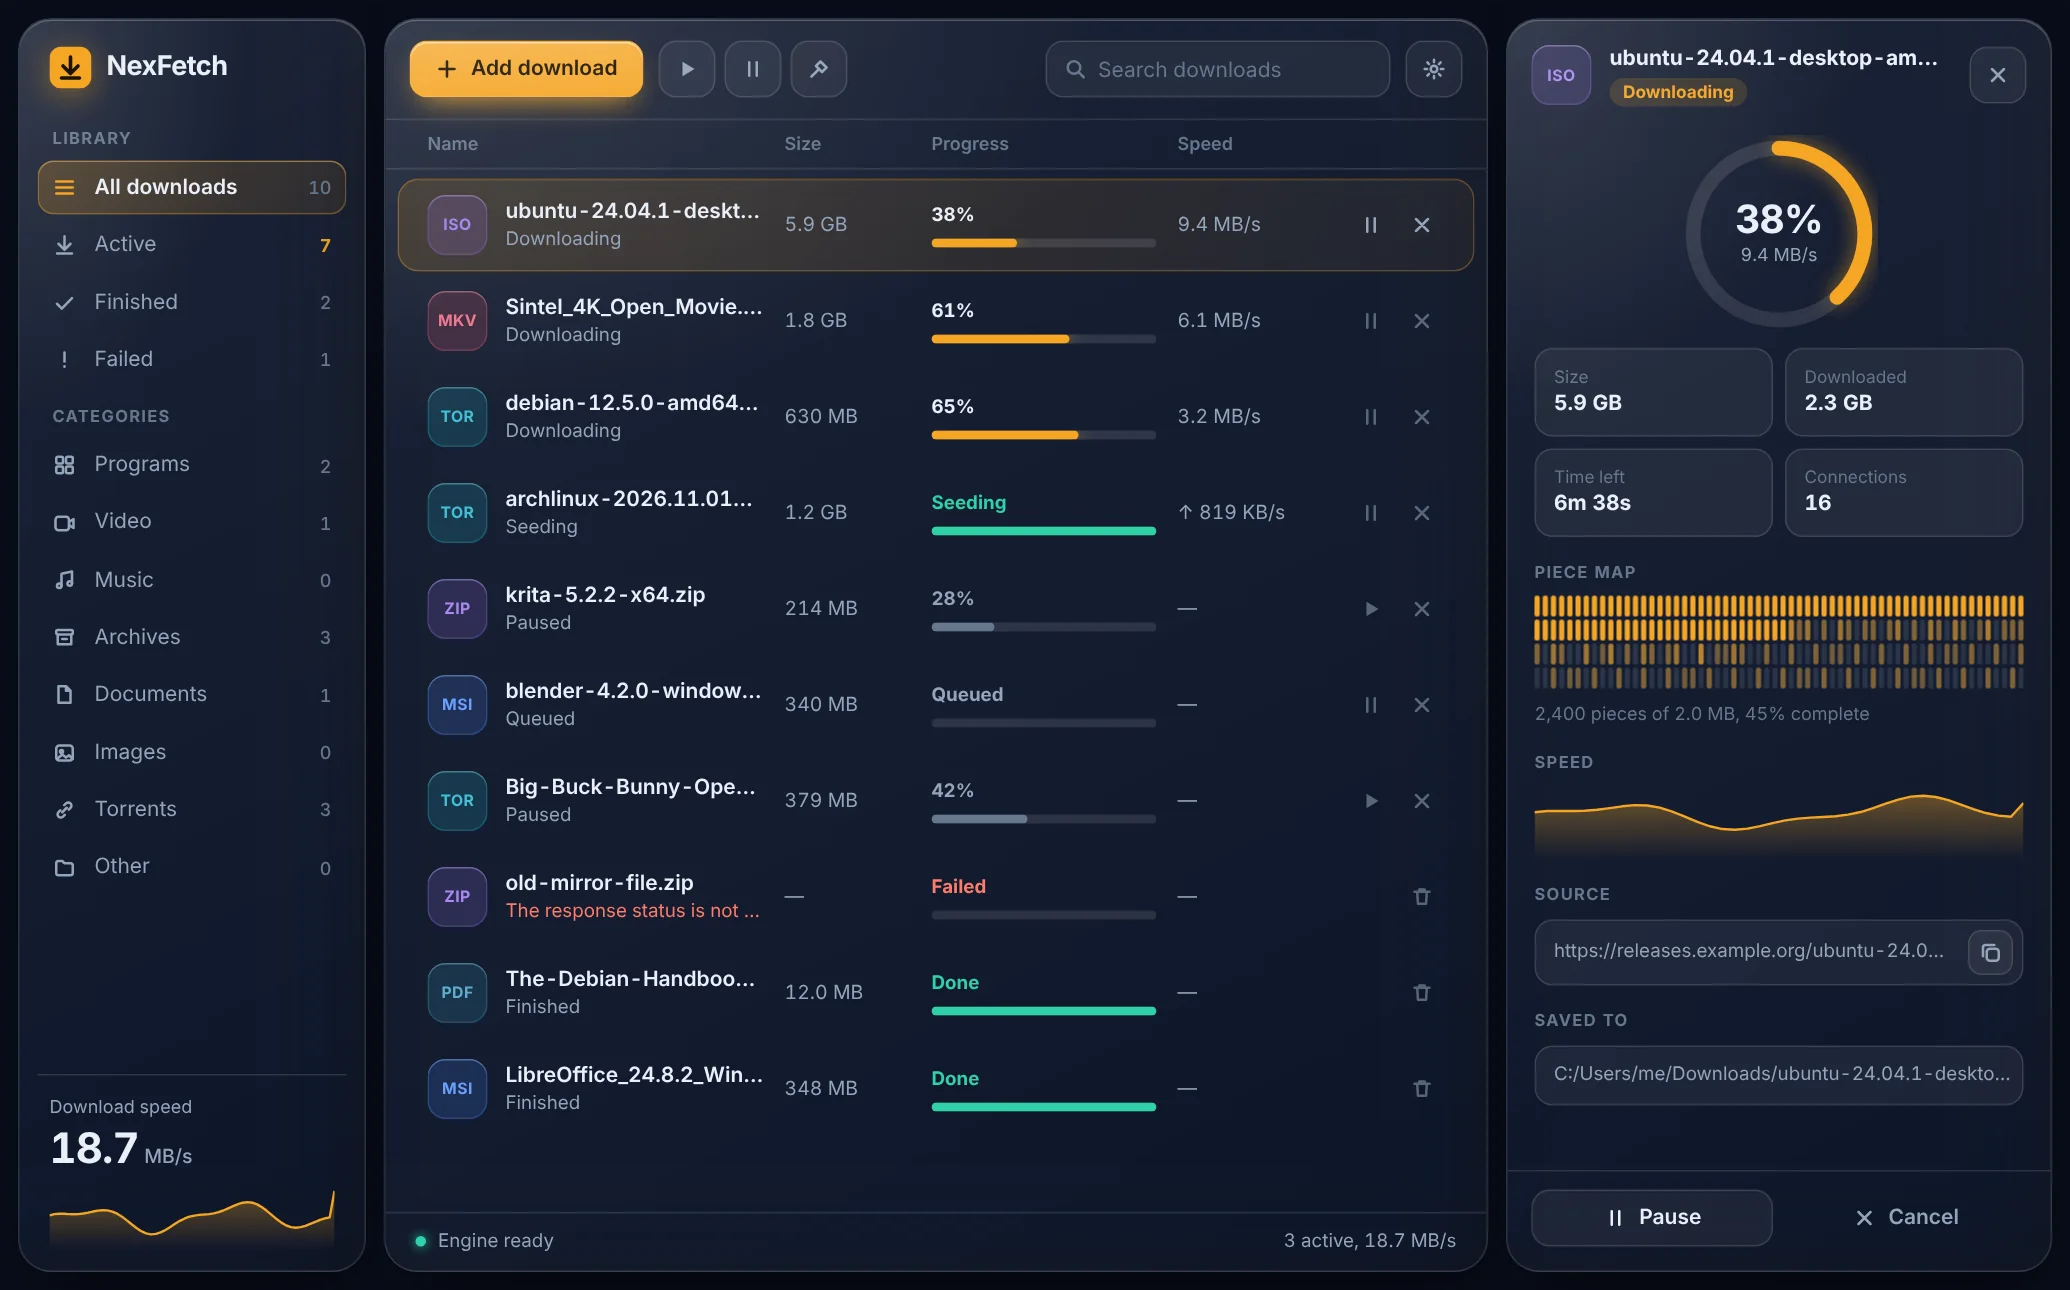 NexFetch
LIBRARY
All downloads 10
Active 7
Finished 2
Failed 1
CATEGORIES
Programs 2
Video 1
Music 0
Archives 3
Documents 1
Images 0
Torrents 3
Other 0
Download speed
18.7 MB/s
Add download
Search downloads
Name Size Progress Speed
ISO ubuntu-24.04.1-deskt... 5.9 GB 38% 9.4 MB/s
Downloading
MKV Sintel_4K_Open_Movie.... 1.8 GB 61% 6.1 MB/s
Downloading
TOR debian-12.5.0-amd64... 630 MB 65% 3.2 MB/s
Downloading
TOR archlinux-2026.11.01... 1.2 GB Seeding ↑ 819 KB/s
Seeding
ZIP krita-5.2.2-x64.zip 214 MB 28% —
Paused
MSI blender-4.2.0-window... 340 MB Queued —
Queued
TOR Big-Buck-Bunny-Ope... 379 MB 42% —
Paused
ZIP old-mirror-file.zip — Failed —
The response status is not ...
PDF The-Debian-Handboo... 12.0 MB Done —
Finished
MSI LibreOffice_24.8.2_Win... 348 MB Done —
Finished
Engine ready
3 active, 18.7 MB/s
ISO ubuntu-24.04.1-desktop-am...
Downloading
38%
9.4 MB/s
Size
5.9 GB
Downloaded
2.3 GB
Time left
6m 38s
Connections
16
PIECE MAP
2,400 pieces of 2.0 MB, 45% complete
SPEED
SOURCE
https://releases.example.org/ubuntu-24.0...
SAVED TO
C:/Users/me/Downloads/ubuntu-24.04.1-deskto...
Pause
Cancel